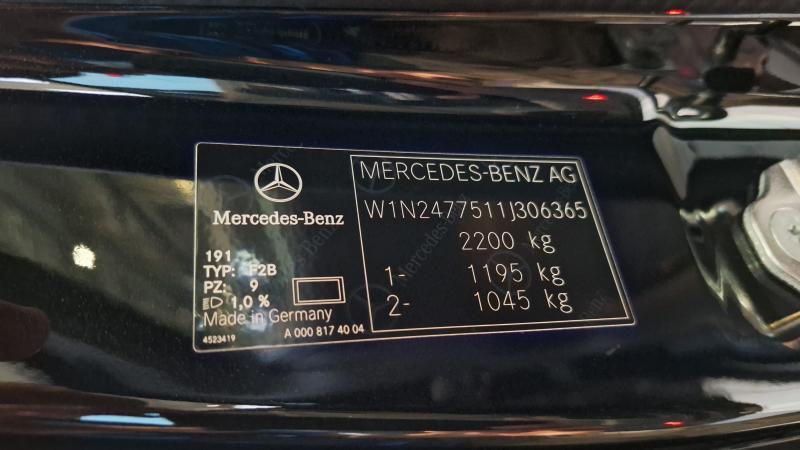 Mercedes-Benz
191
TYP: F2B
PZ: 9
1,0 %
Made in Germany
4523419
A 000 817 40 04
MERCEDES-BENZ AG
W1N2477511J306365
2200 kg
1- 1195 kg
2- 1045 kg